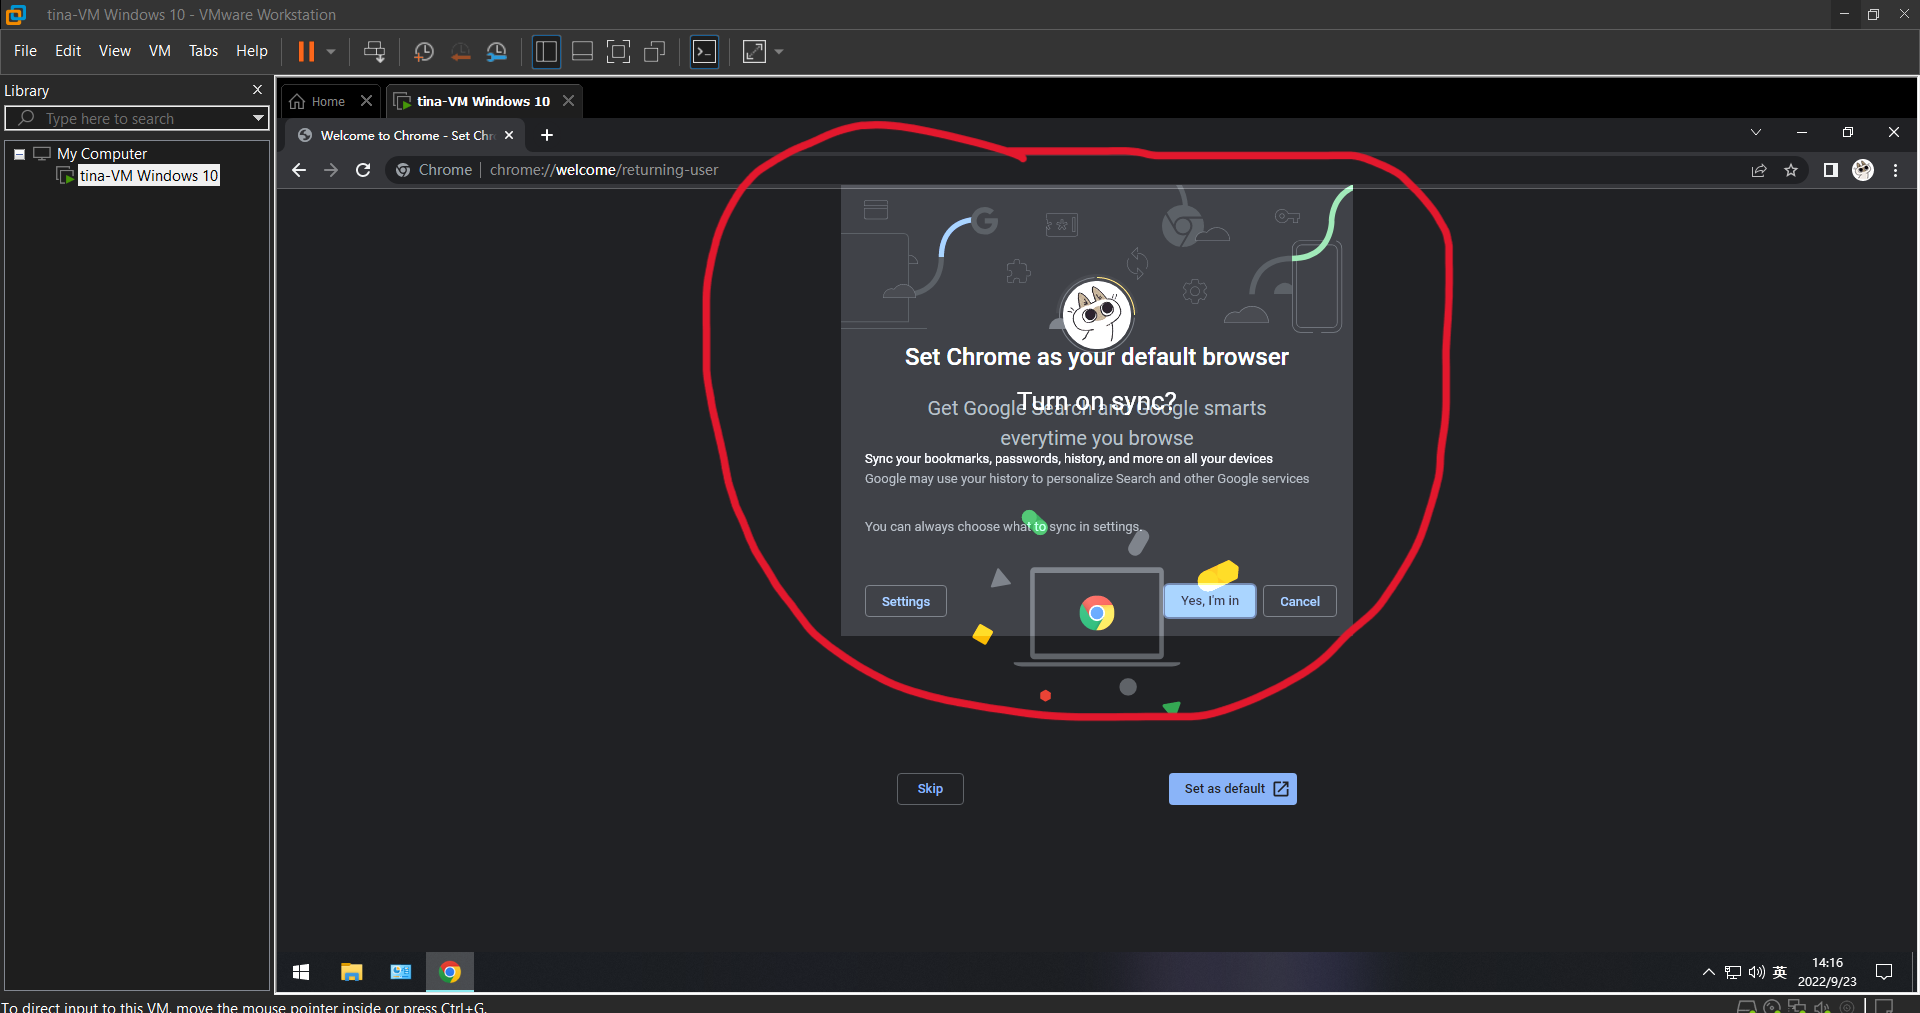 tina-VM Windows 10 - VMware Workstation
File Edit View VM Tabs Help
Library
Home
tina-VM Windows 10
Type here to search
Welcome to Chrome - Set Chr
My Computer
tina-VM Windows 10
Chrome | chrome://welcome/returning-user
Set Chrome as your default browser
Turn on sync?
Get Google Search and Google smarts
everytime you browse
Sync your bookmarks, passwords, history, and more on all your devices
Google may use your history to personalize Search and other Google services
You can always choose what to sync in settings.
Settings
Yes, I'm in
Cancel
Skip
Set as default
英
14:16
2022/9/23
To direct input to this VM, move the mouse pointer inside or press Ctrl+G.